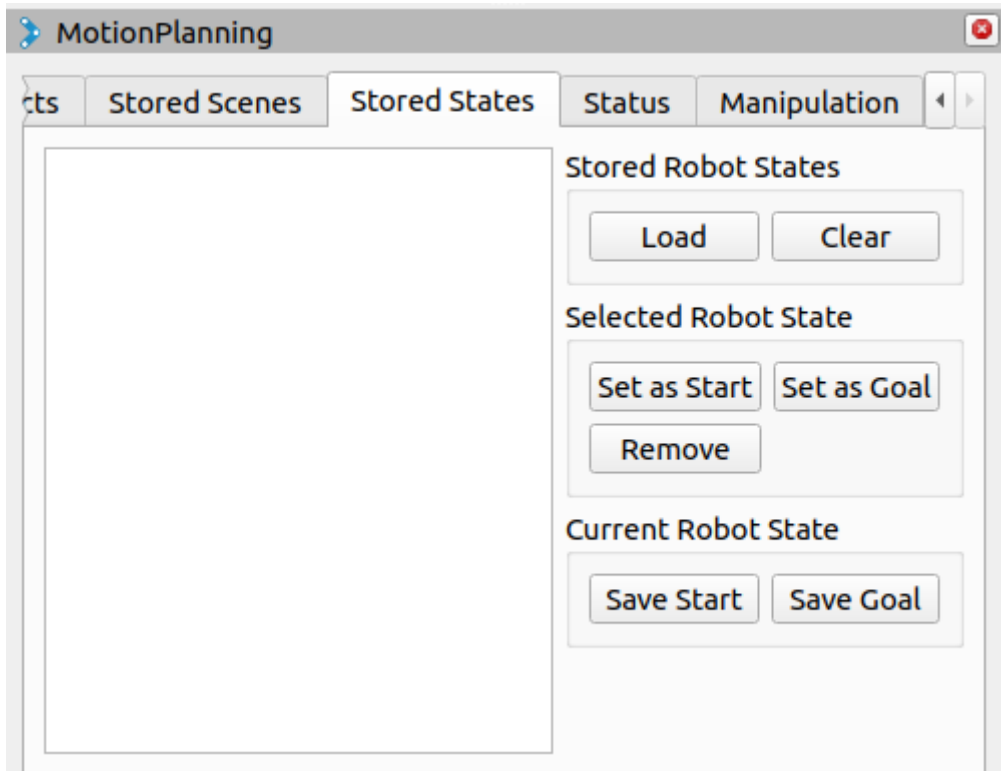 MotionPlanning
cts Stored Scenes Stored States Status Manipulation
Stored Robot States
Load Clear
Selected Robot State
Set as Start Set as Goal
Remove
Current Robot State
Save Start Save Goal